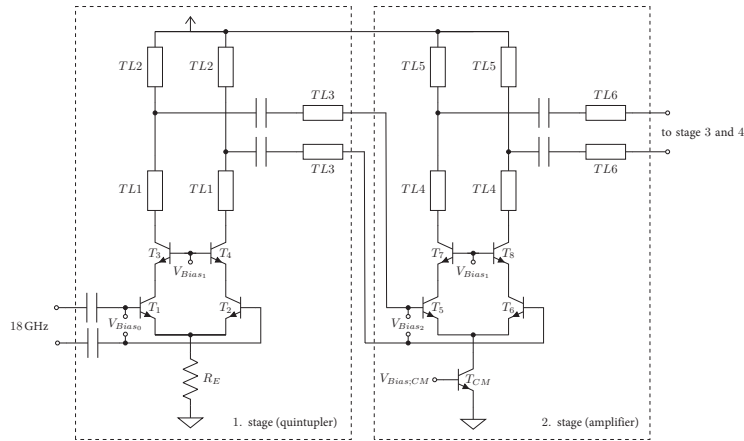 TL2 TL2 TL5 TL5
TL3 TL6
to stage 3 and 4
TL3 TL6
TL1 TL1 TL4 TL4
T3 T4 T7 T8
VBias1 VBias1
T1 T2 T5 T6
18 GHz VBias0 VBias2
RE VBias;CM TCM
1. stage (quintupler) 2. stage (amplifier)